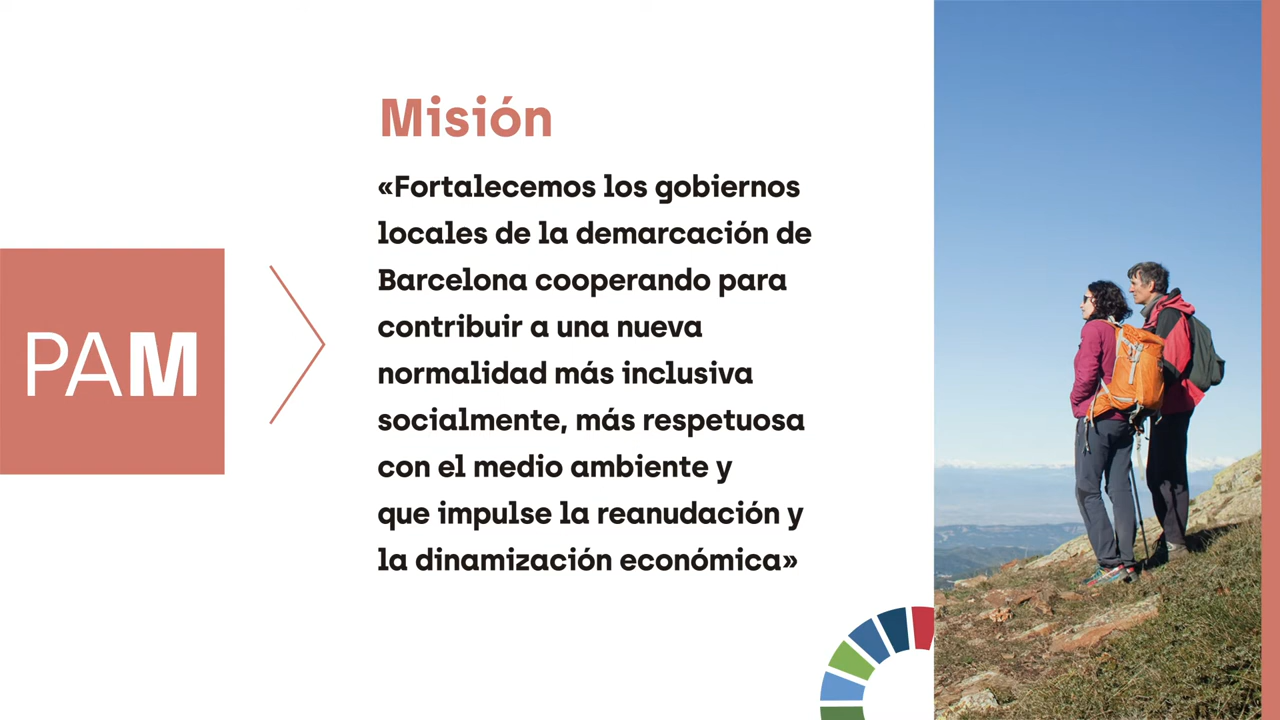 PAM
Misión
«Fortalecemos los gobiernos
locales de la demarcación de
Barcelona cooperando para
contribuir a una nueva
normalidad más inclusiva
socialmente, más respetuosa
con el medio ambiente y
que impulse la reanudación y
la dinamización económica»